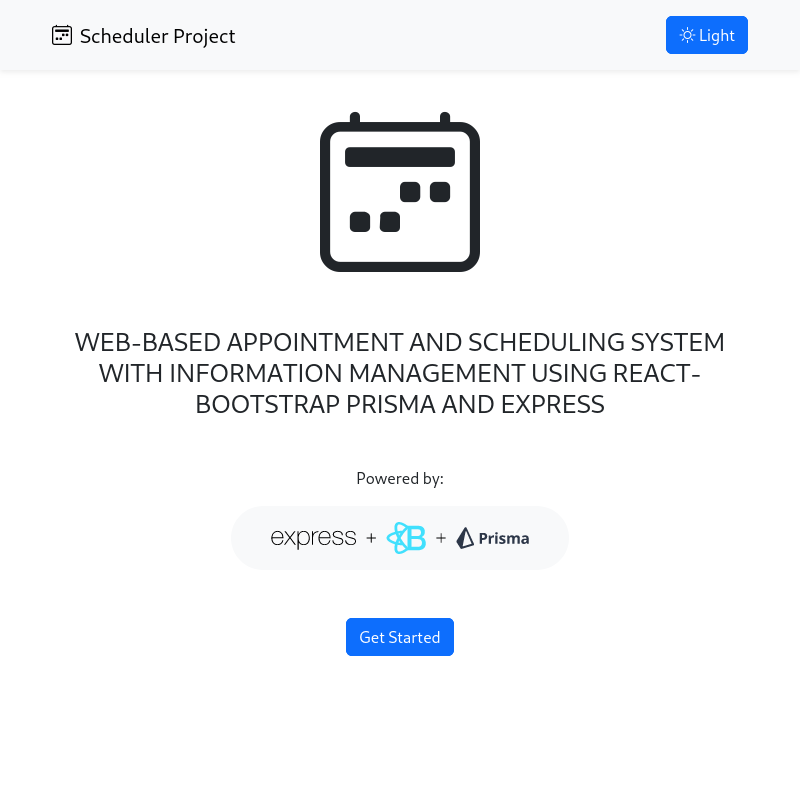 Scheduler Project
Light
WEB-BASED APPOINTMENT AND SCHEDULING SYSTEM
WITH INFORMATION MANAGEMENT USING REACT-
BOOTSTRAP PRISMA AND EXPRESS
Powered by:
express + B + Prisma
Get Started